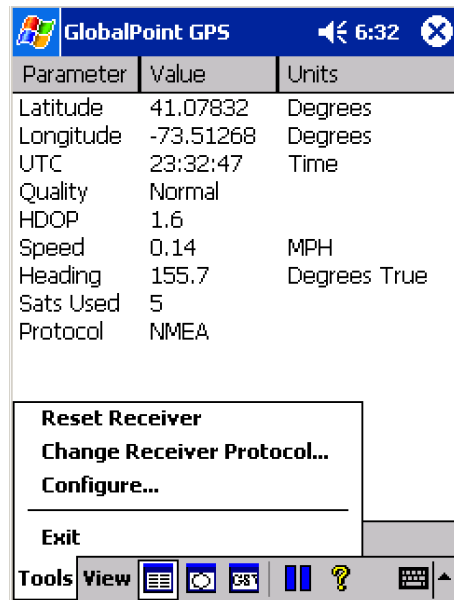 GlobalPoint GPS 6:32
Parameter Value Units
Latitude 41.07832 Degrees
Longitude -73.51268 Degrees
UTC 23:32:47 Time
Quality Normal
HDOP 1.6
Speed 0.14 MPH
Heading 155.7 Degrees True
Sats Used 5
Protocol NMEA
Reset Receiver
Change Receiver Protocol...
Configure...
Exit
Tools View